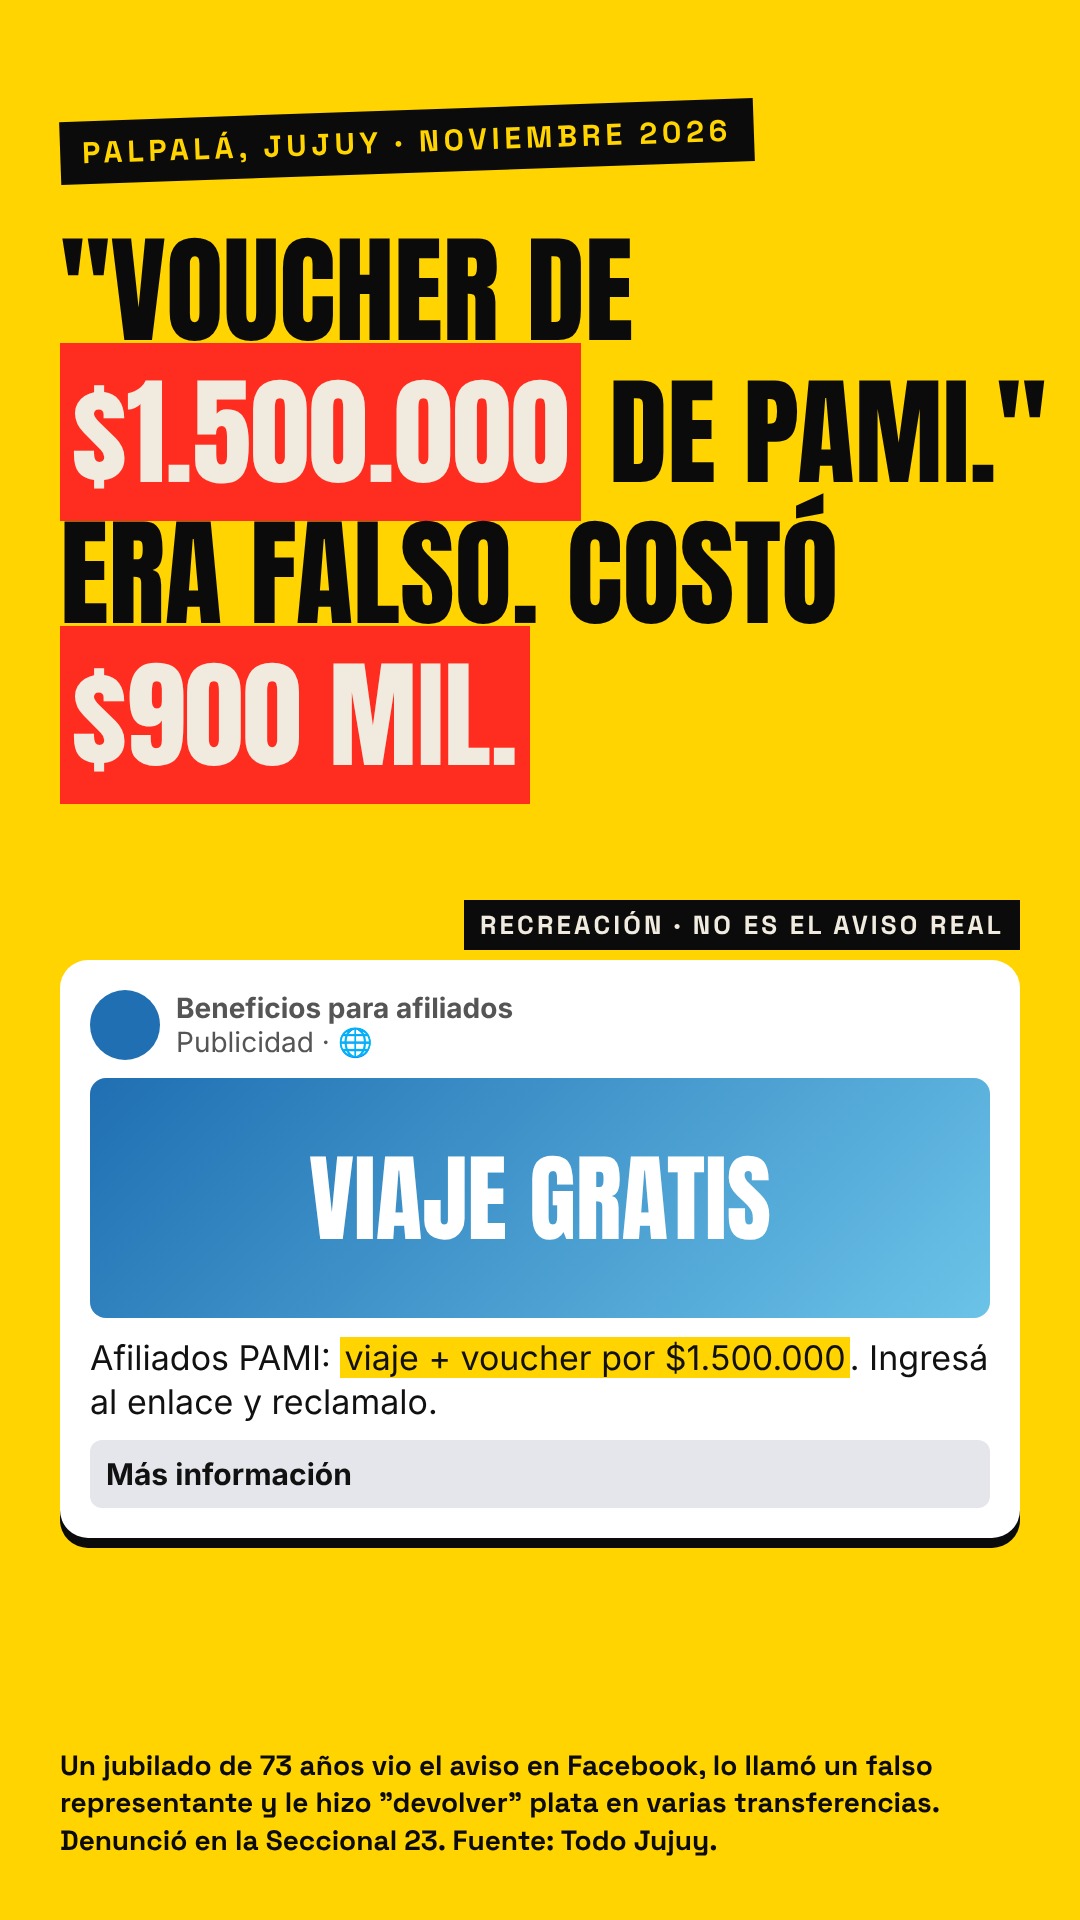 PALPALÁ, JUJUY · NOVIEMBRE 2026
"VOUCHER DE
$1.500.000 DE PAMI."
ERA FALSO. COSTÓ
$900 MIL.
RECREACIÓN · NO ES EL AVISO REAL
Beneficios para afiliados
Publicidad · 🌐
VIAJE GRATIS
Afiliados PAMI: viaje + voucher por $1.500.000. Ingresá
al enlace y reclamalo.
Más información
Un jubilado de 73 años vio el aviso en Facebook, lo llamó un falso
representante y le hizo ”devolver” plata en varias transferencias.
Denunció en la Seccional 23. Fuente: Todo Jujuy.